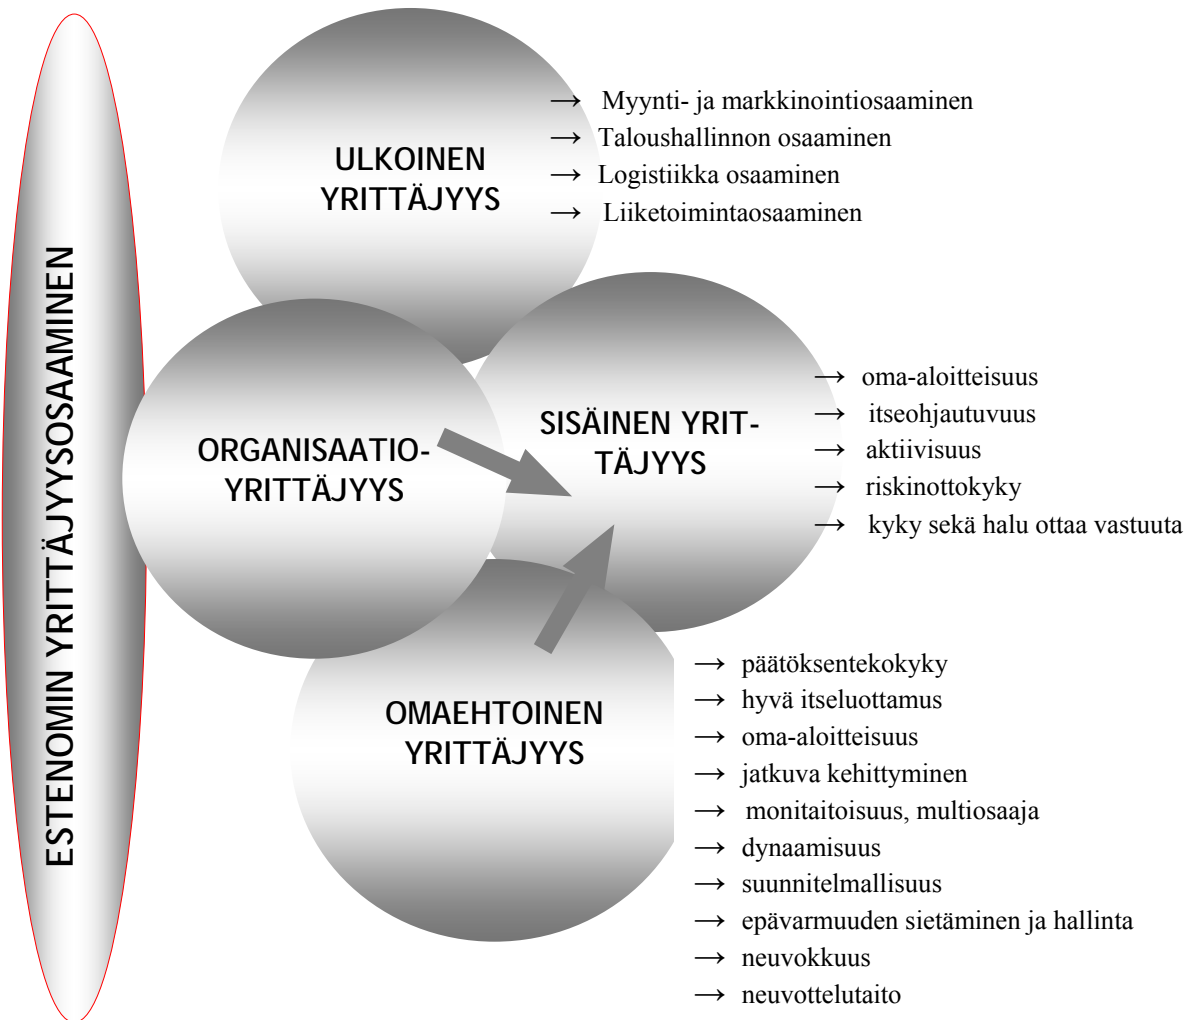 ESTENOMIN YRITTÄJYYSOSAAMINEN
ULKOINEN
YRITTÄJYYS
→ Myynti- ja markkinointiosaaminen
→ Taloushallinnon osaaminen
→ Logistiikka osaaminen
→ Liiketoimintaosaaminen
ORGANISAATIO-
YRITTÄJYYS
SISÄINEN YRIT-
TÄJYYS
→ oma-aloitteisuus
→ itseohjautuvuus
→ aktiivisuus
→ riskinottokyky
→ kyky sekä halu ottaa vastuuta
OMAEHTOINEN
YRITTÄJYYS
→ päätöksentekokyky
→ hyvä itseluottamus
→ oma-aloitteisuus
→ jatkuva kehittyminen
→ monitaitoisuus, multiosaaja
→ dynaamisuus
→ suunnitelmallisuus
→ epävarmuuden sietäminen ja hallinta
→ neuvokkuus
→ neuvottelutaito